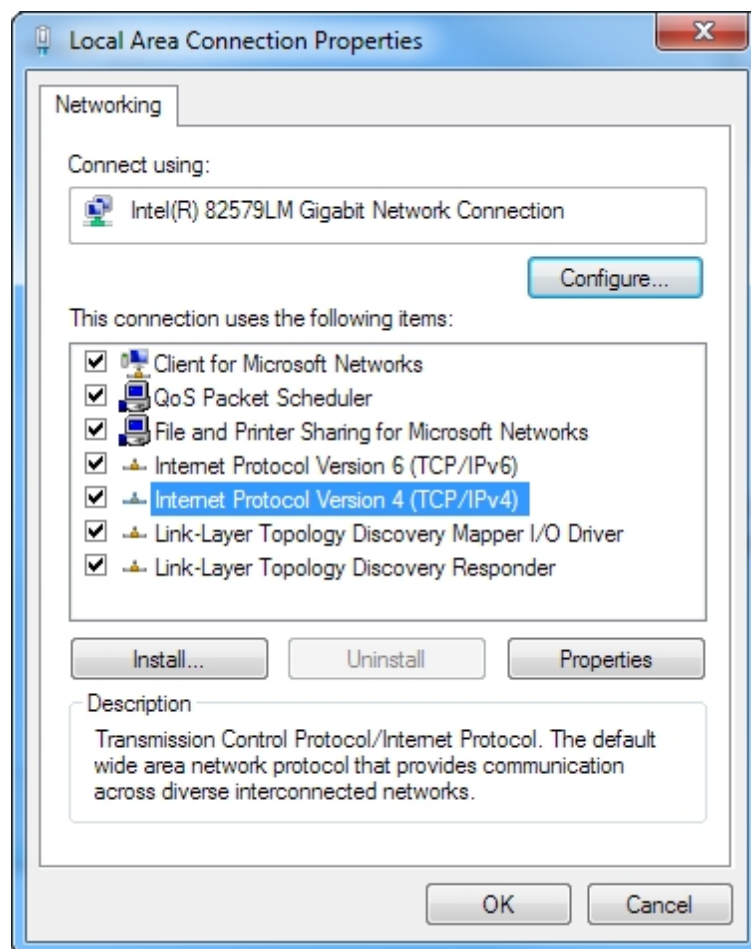 Local Area Connection Properties
Networking
Connect using:
Intel(R) 82579LM Gigabit Network Connection
Configure...
This connection uses the following items:
Client for Microsoft Networks
QoS Packet Scheduler
File and Printer Sharing for Microsoft Networks
Internet Protocol Version 6 (TCP/IPv6)
Internet Protocol Version 4 (TCP/IPv4)
Link-Layer Topology Discovery Mapper I/O Driver
Link-Layer Topology Discovery Responder
Install... Uninstall Properties
Description
Transmission Control Protocol/Internet Protocol. The default
wide area network protocol that provides communication
across diverse interconnected networks.
OK Cancel